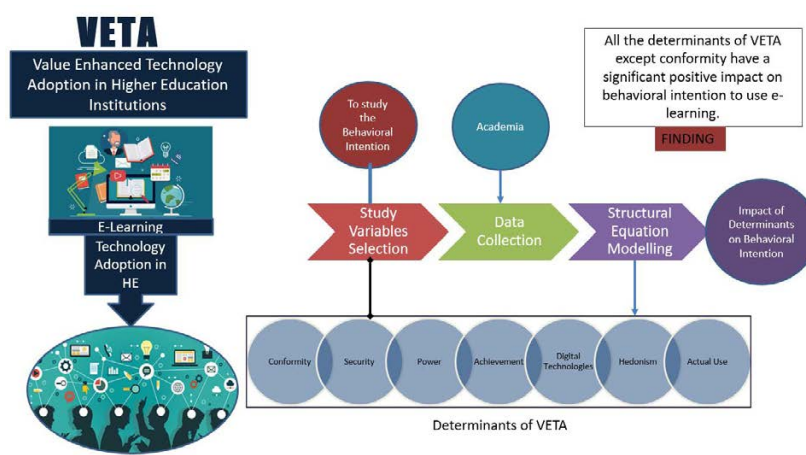 VETA
Value Enhanced Technology
Adoption in Higher Education
Institutions
E-Learning
Technology
Adoption in
HE
To study
the
Behavioral
Intention
Academia
All the determinants of VETA
except conformity have a
significant positive impact on
behavioral intention to use e-
learning.
FINDING
Study
Variables
Selection
Data
Collection
Structural
Equation
Modelling
Impact of
Determinants
on Behavioral
Intention
Conformity
Security
Power
Achievement
Digital
Technologies
Hedonism
Actual Use
Determinants of VETA